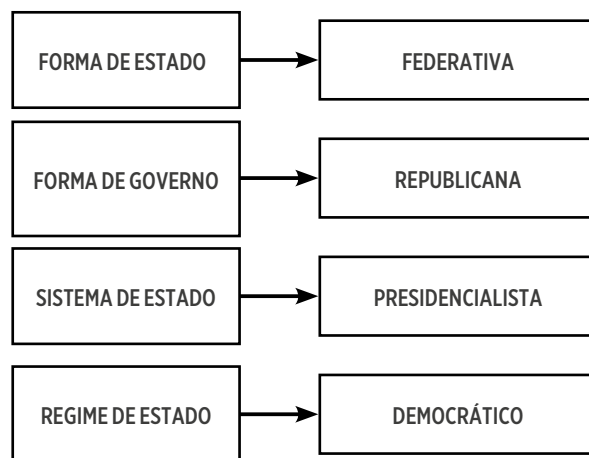 FORMA DE ESTADO
FEDERATIVA
FORMA DE GOVERNO
REPUBLICANA
SISTEMA DE ESTADO
PRESIDENCIALISTA
REGIME DE ESTADO
DEMOCRÁTICO